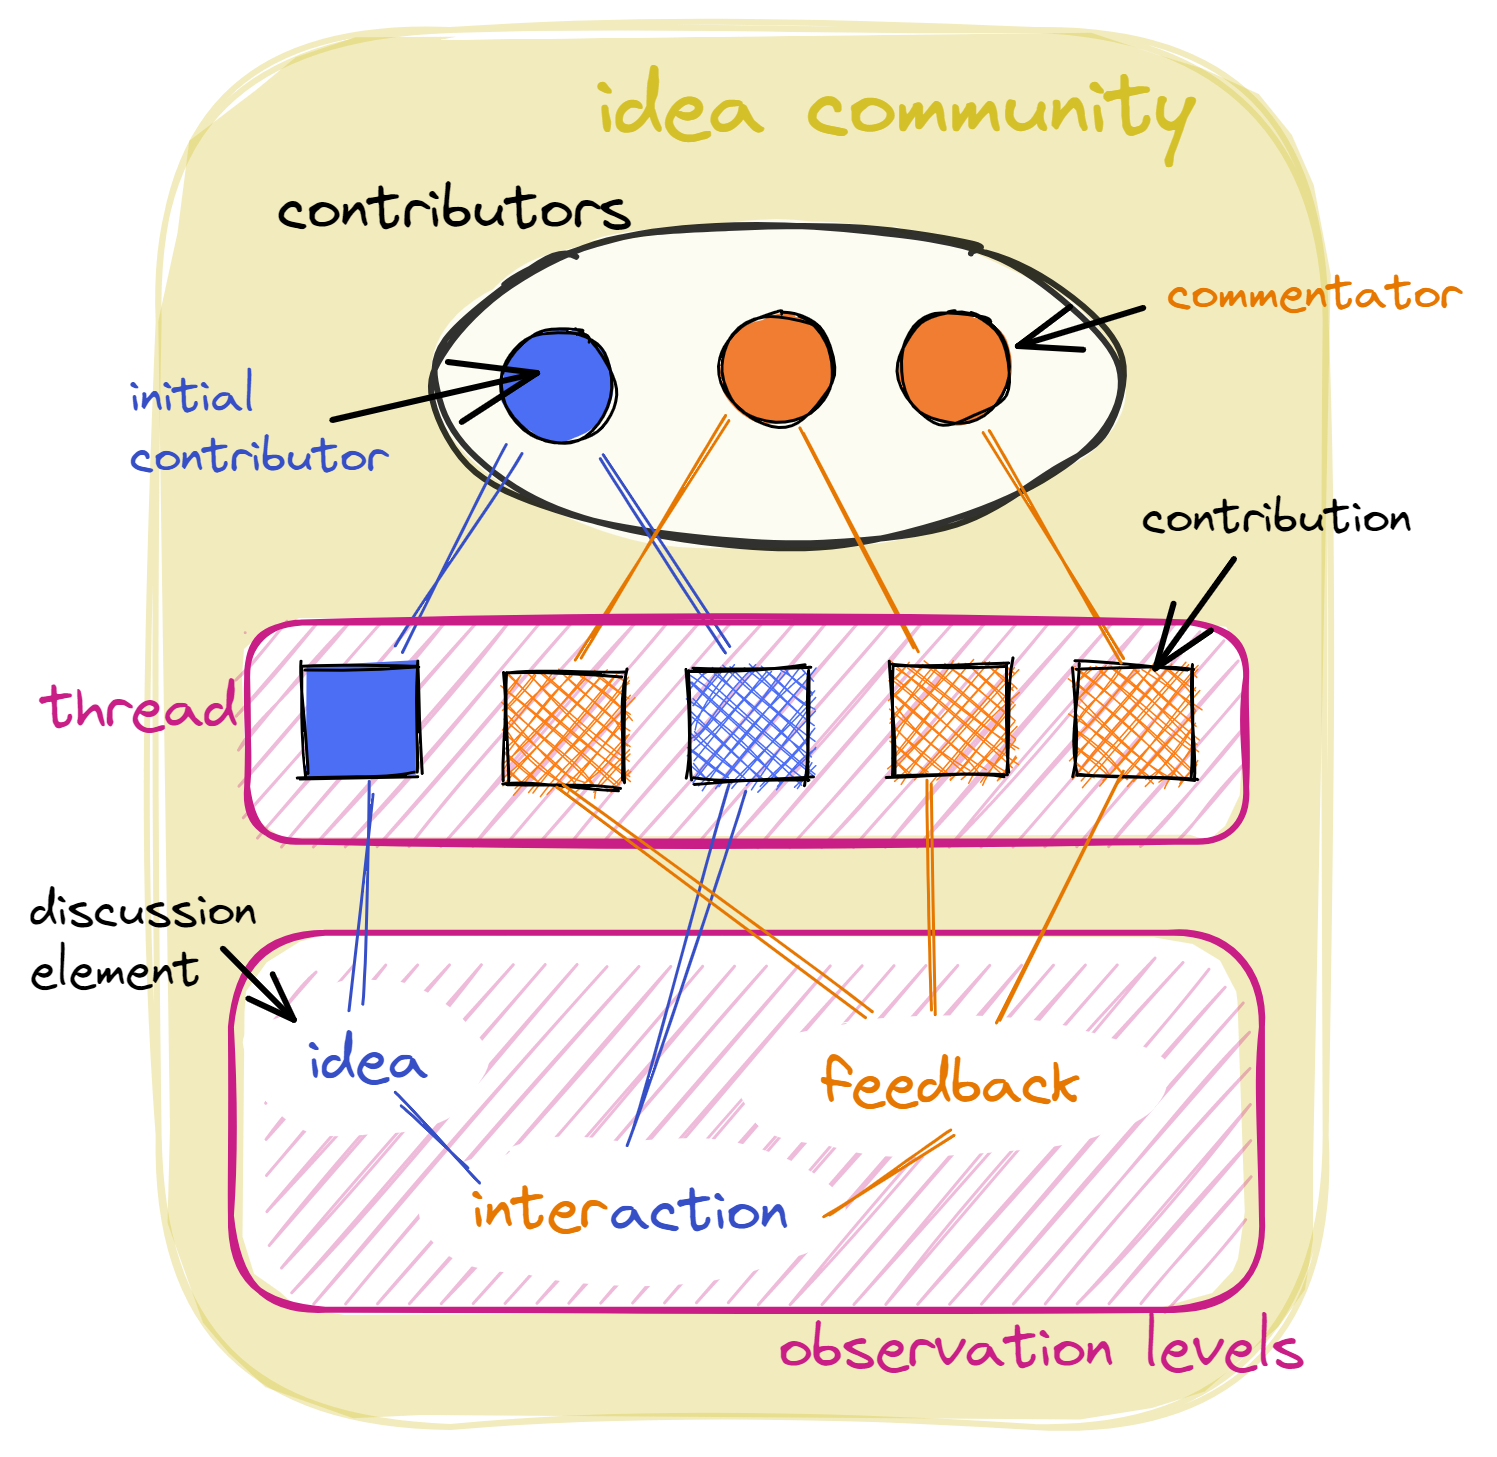 idea community
contributors
commentator
initial
contributor
contribution
thread
discussion
element
idea
feedback
interaction
observation levels